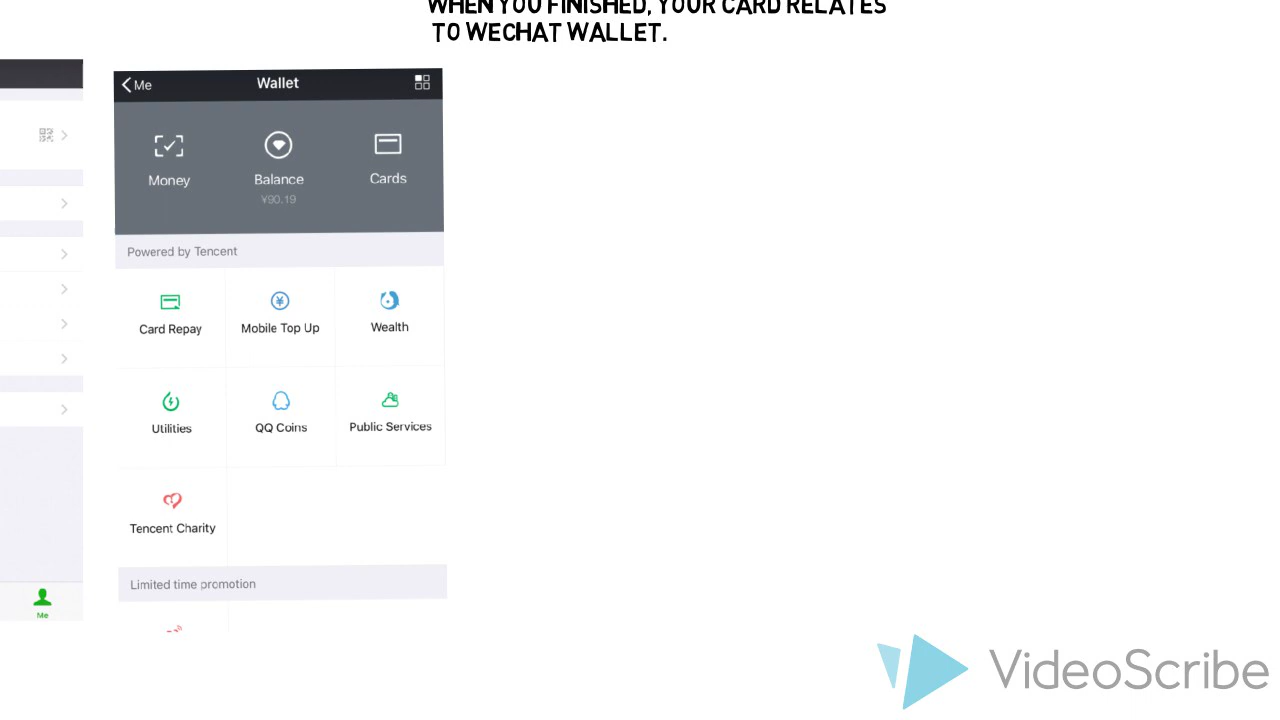 WHEN YOU FINISHED, YOUR CARD RELATES
TO WECHAT WALLET.
Me
Wallet
Money
Balance
Cards
¥90.19
Powered by Tencent
Card Repay
Mobile Top Up
Wealth
Utilities
QQ Coins
Public Services
Tencent Charity
Limited time promotion
Me
VideoScribe